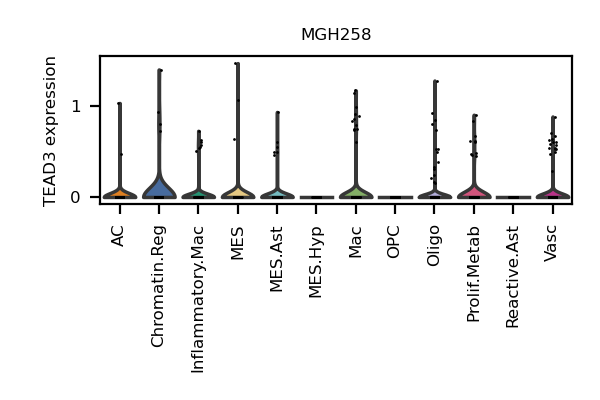 MGH258
TEAD3 expression
1
0
AC
Chromatin.Reg
Inflammatory.Mac
MES
MES.Ast
MES.Hyp
Mac
OPC
Oligo
Prolif.Metab
Reactive.Ast
Vasc